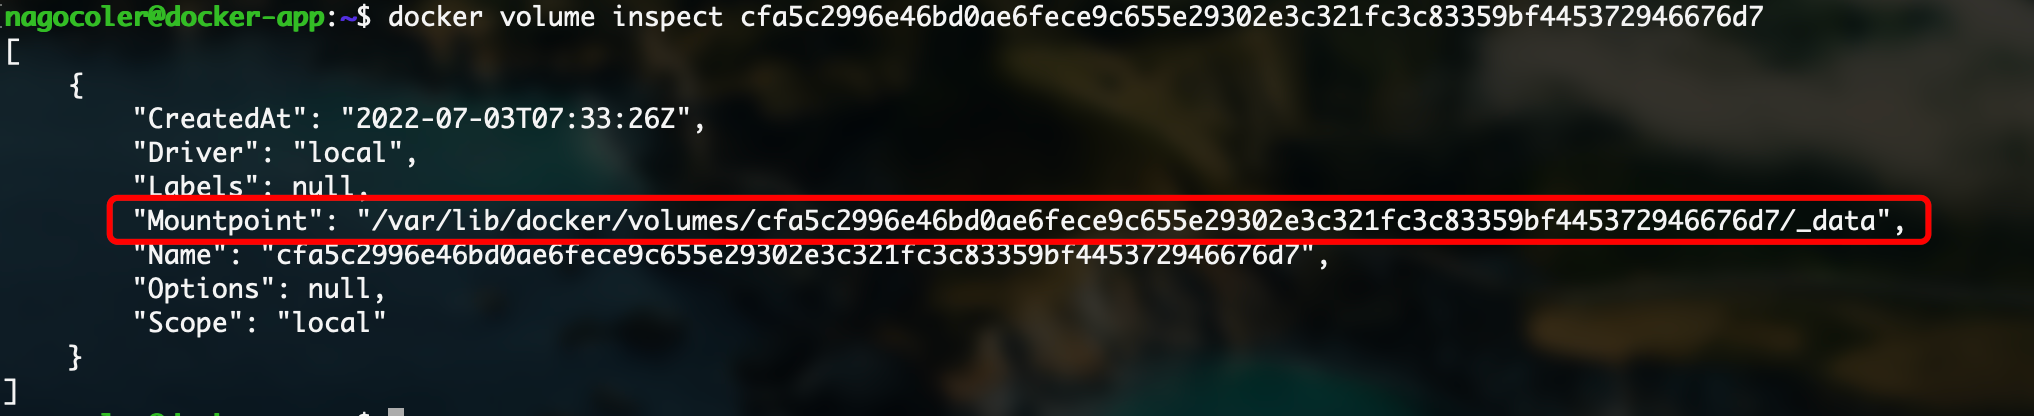 nagocoler@docker-app:~$ docker volume inspect cfa5c2996e46bd0ae6fece9c655e29302e3c321fc3c83359bf445372946676d7
[
    {
        "CreatedAt": "2022-07-03T07:33:26Z",
        "Driver": "local",
        "Labels": null,
        "Mountpoint": "/var/lib/docker/volumes/cfa5c2996e46bd0ae6fece9c655e29302e3c321fc3c83359bf445372946676d7/_data",
        "Name": "cfa5c2996e46bd0ae6fece9c655e29302e3c321fc3c83359bf445372946676d7",
        "Options": null,
        "Scope": "local"
    }
]